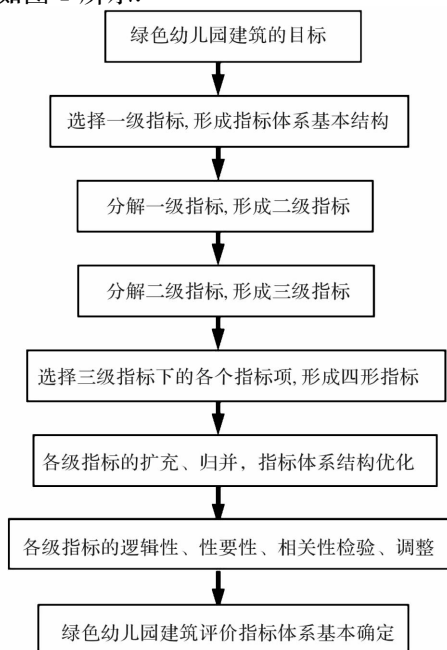 绿色幼儿园建筑的目标
选择一级指标,形成指标体系基本结构
分解一级指标,形成二级指标
分解二级指标,形成三级指标
选择三级指标下的各个指标项,形成四形指标
各级指标的扩充、归并，指标体系结构优化
各级指标的逻辑性、性要性、相关性检验、调整
绿色幼儿园建筑评价指标体系基本确定